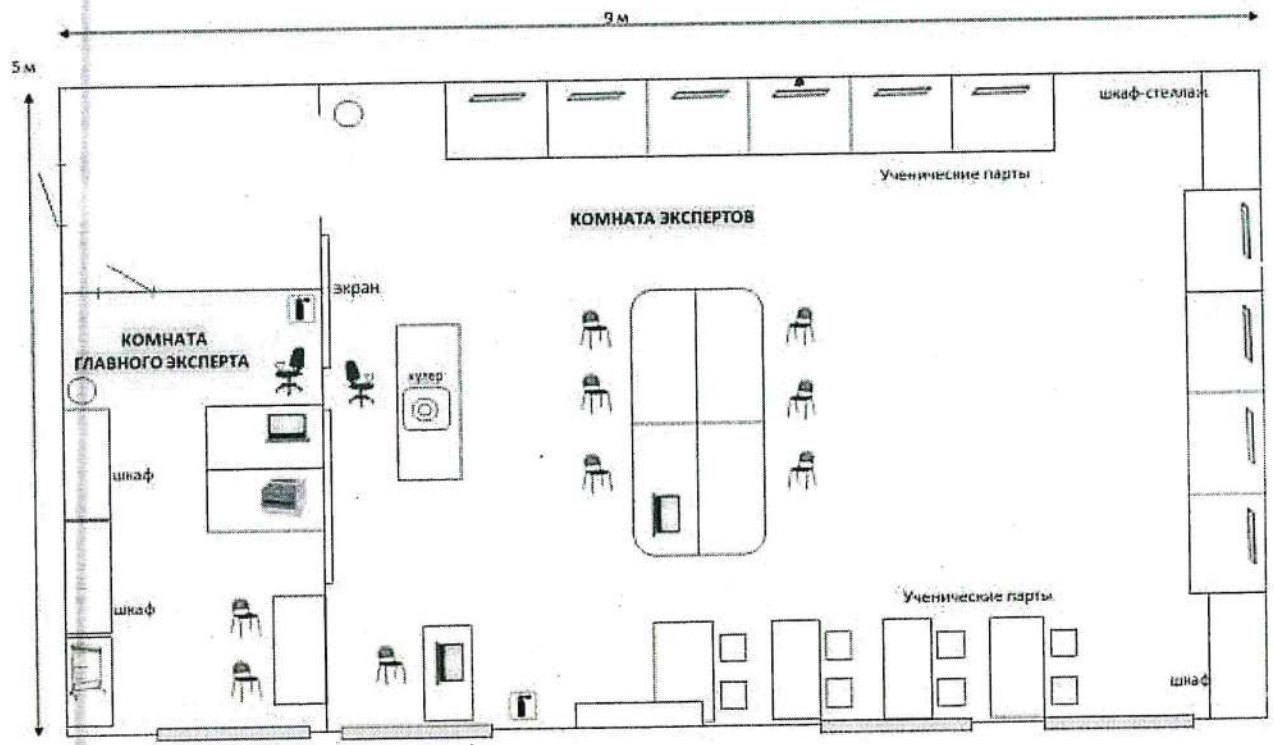 9 м
5 м
шкаф-стеллаж
Ученические парты
КОМНАТА ЭКСПЕРТОВ
экран
КОМНАТА
ГЛАВНОГО ЭКСПЕРТА
кулер
шкаф
шкаф
Ученические парты
шкаф